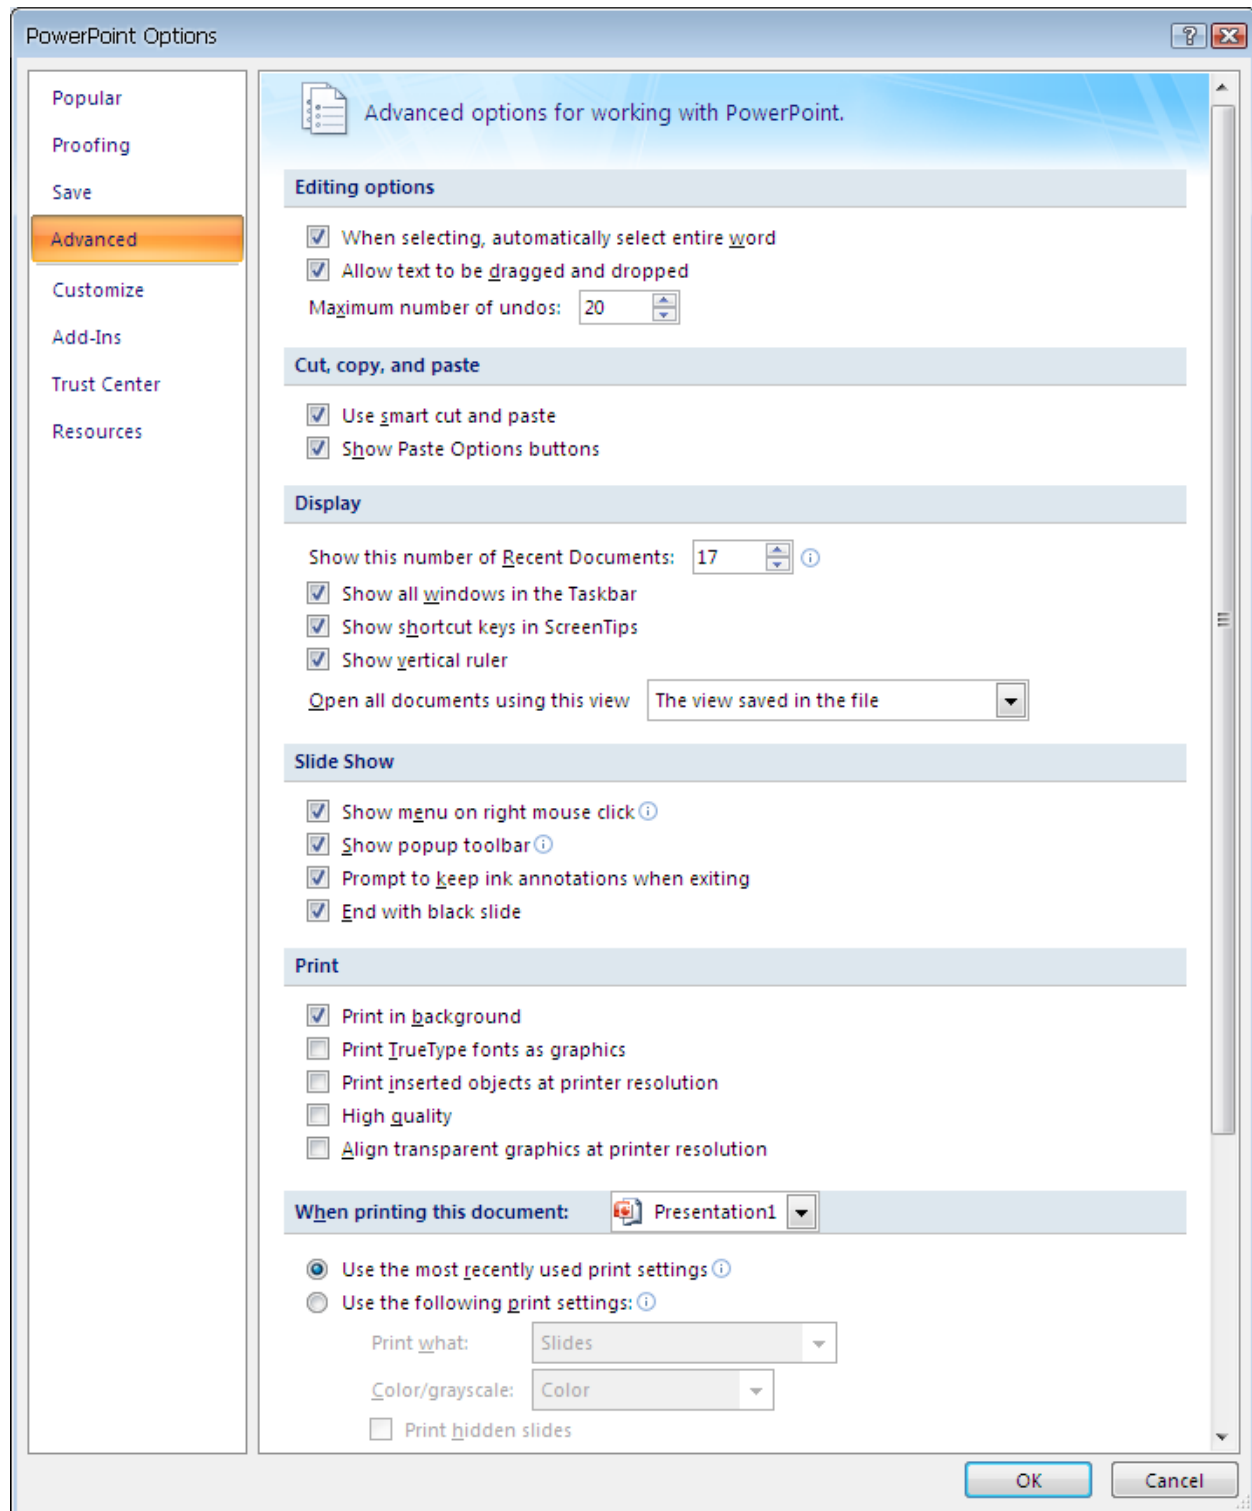 PowerPoint Options
Popular
Proofing
Save
Advanced
Customize
Add-Ins
Trust Center
Resources
Advanced options for working with PowerPoint.
Editing options
When selecting, automatically select entire word
Allow text to be dragged and dropped
Maximum number of undos: 20
Cut, copy, and paste
Use smart cut and paste
Show Paste Options buttons
Display
Show this number of Recent Documents: 17
Show all windows in the Taskbar
Show shortcut keys in ScreenTips
Show vertical ruler
Open all documents using this view The view saved in the file
Slide Show
Show menu on right mouse click
Show popup toolbar
Prompt to keep ink annotations when exiting
End with black slide
Print
Print in background
Print TrueType fonts as graphics
Print inserted objects at printer resolution
High quality
Align transparent graphics at printer resolution
When printing this document: Presentation1
Use the most recently used print settings
Use the following print settings:
Print what: Slides
Color/grayscale: Color
Print hidden slides
OK Cancel